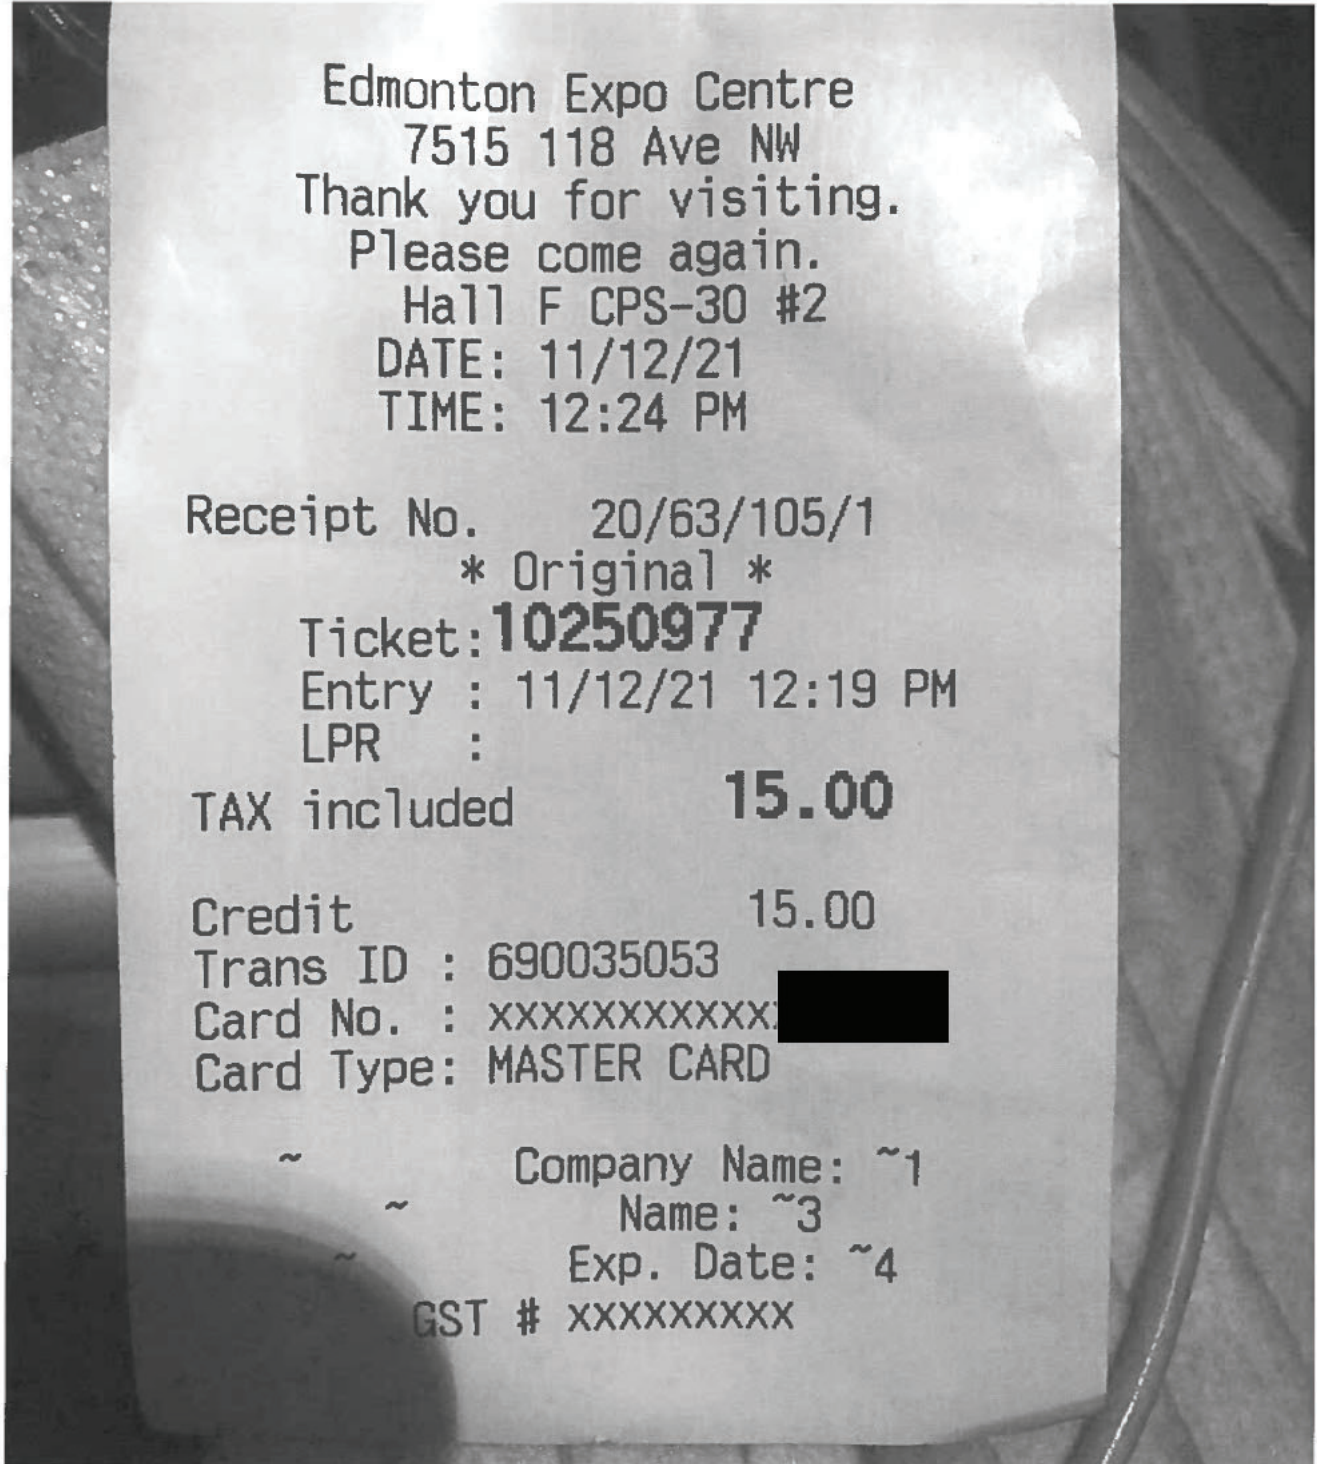 Edmonton Expo Centre
7515 118 Ave NW
Thank you for visiting.
Please come again.
Hall F CPS-30 #2
DATE: 11/12/21
TIME: 12:24 PM
Receipt No. 20/63/105/1
* Original *
Ticket:10250977
Entry : 11/12/21 12:19 PM
LPR :
TAX included 15.00
Credit 15.00
Trans ID : 690035053
Card No. : XXXXXXXXXXX
Card Type: MASTER CARD
~ Company Name: ~1
~ Name: ~3
~ Exp. Date: ~4
GST # XXXXXXXXX